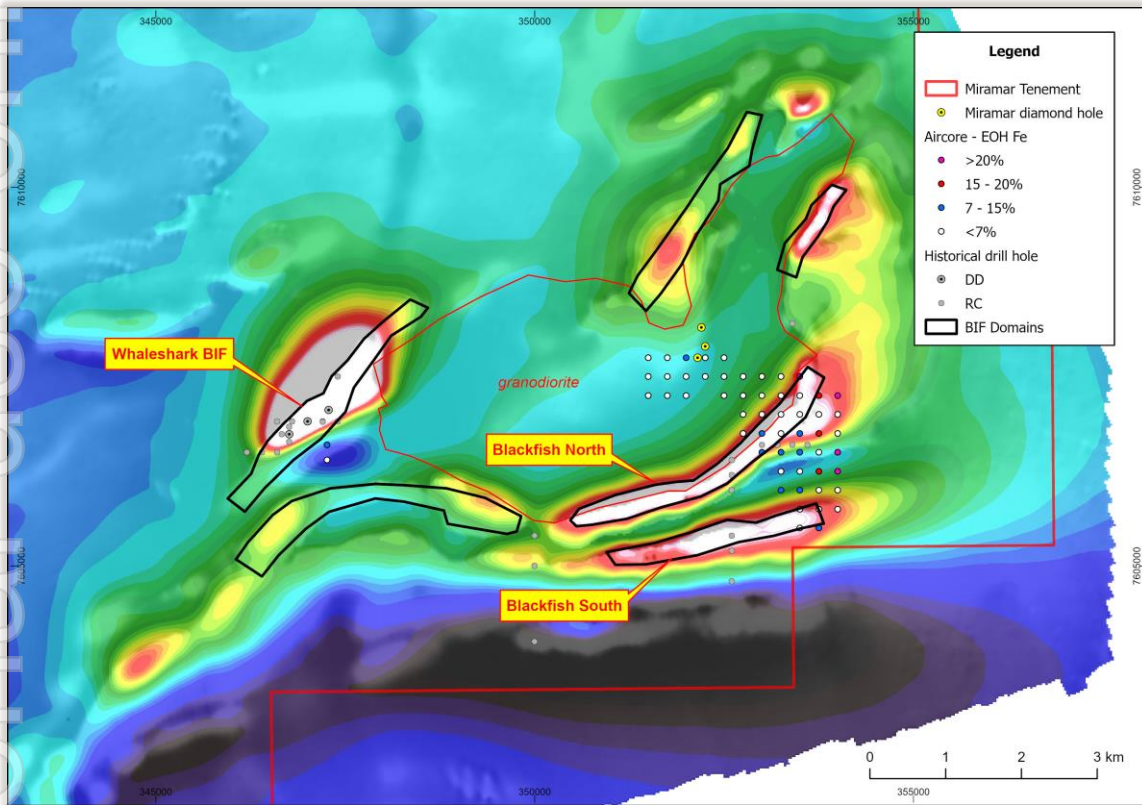 345000
350000
355000
Legend
Miramar Tenement
Miramar diamond hole
Aircore - EOH Fe
>20%
15 - 20%
7 - 15%
<7%
Historical drill hole
DD
RC
BIF Domains
7610000
7610000
Whaleshark BIF
granodiorite
Blackfish North
Blackfish South
7605000
7605000
0 1 2 3 km
345000
350000
355000